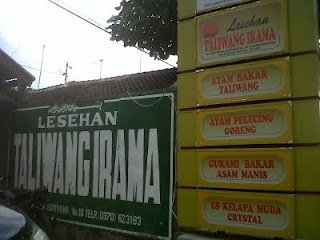 LESEHAN
TALIWANG IRAMA
TELP. (0370) 623163
Lesehan
TALIWANG IRAMA
AYAM BAKAR
TALIWANG
AYAM PELECING
GORENG
GURAMI BAKAR
ASAM MANIS
ES KELAPA MUDA
CRYSTAL